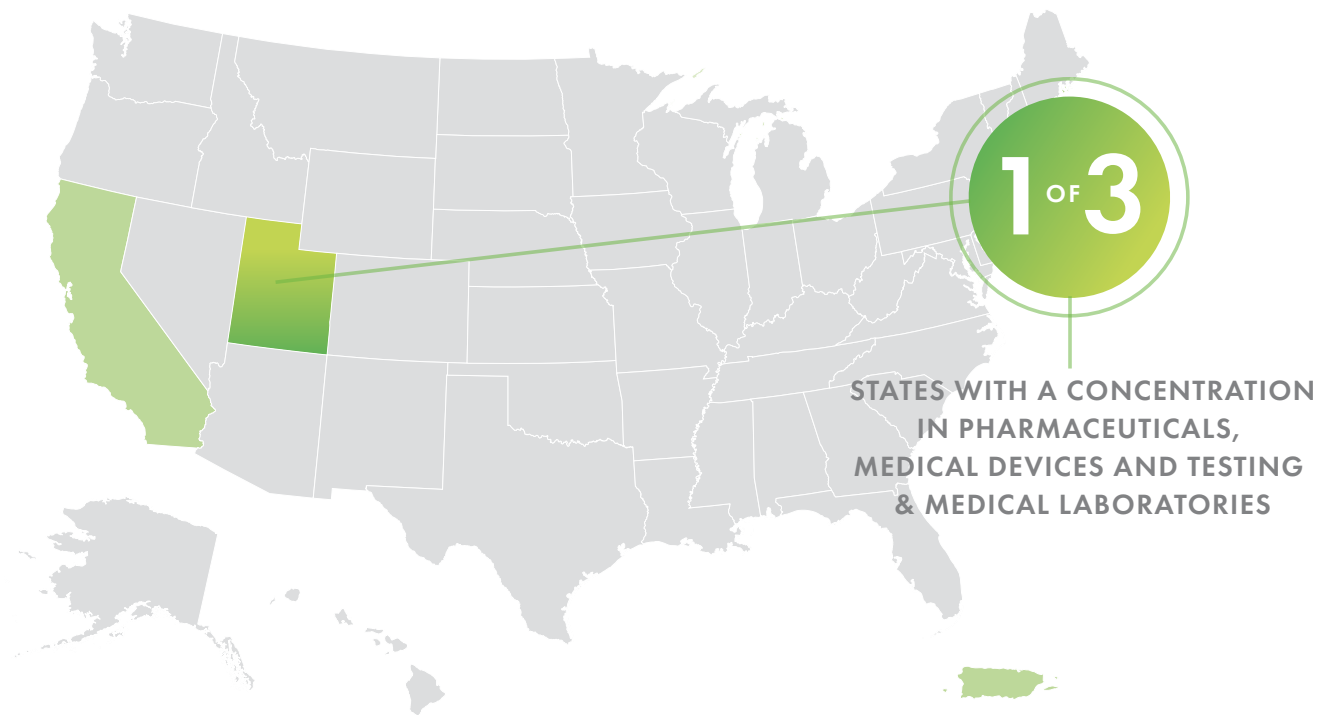 1 OF 3
STATES WITH A CONCENTRATION
IN PHARMACEUTICALS,
MEDICAL DEVICES AND TESTING
& MEDICAL LABORATORIES